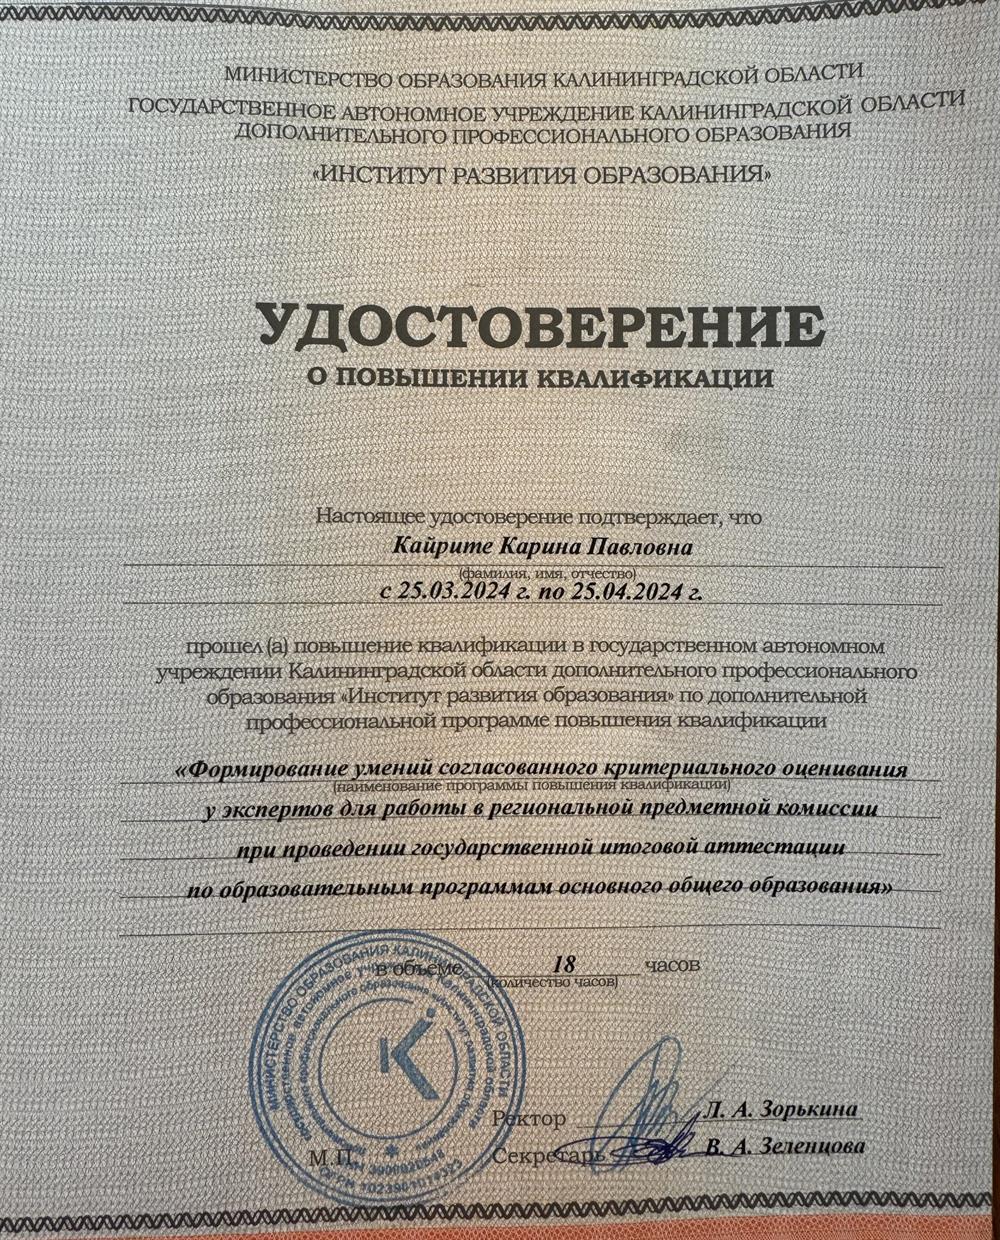 МИНИСТЕРСТВО ОБРАЗОВАНИЯ КАЛИНИНГРАДСКОЙ ОБЛАСТИ
ГОСУДАРСТВЕННОЕ АВТОНОМНОЕ УЧРЕЖДЕНИЕ КАЛИНИНГРАДСКОЙ ОБЛАСТИ
ДОПОЛНИТЕЛЬНОГО ПРОФЕССИОНАЛЬНОГО ОБРАЗОВАНИЯ
«ИНСТИТУТ РАЗВИТИЯ ОБРАЗОВАНИЯ»
УДОСТОВЕРЕНИЕ
О ПОВЫШЕНИИ КВАЛИФИКАЦИИ
Настоящее удостоверение подтверждает, что
Кайрите Карина Павловна
(фамилия, имя, отчество)
с 25.03.2024 г. по 25.04.2024 г.
прошел (а) повышение квалификации в государственном автономном
учреждении Калининградской области дополнительного профессионального
образования «Институт развития образования» по дополнительной
профессиональной программе повышения квалификации
«Формирование умений согласованного критериального оценивания
(наименование программы повышения квалификации)
у экспертов для работы в региональной предметной комиссии
при проведении государственной итоговой аттестации
по образовательным программам основного общего образования»
в объеме 18 часов
(количество часов)
МИНИСТЕРСТВО ОБРАЗОВАНИЯ КАЛИНИНГРАДСКОЙ ОБЛАСТИ
Ректор Л. А. Зорькина
Секретарь В. А. Зеленцова
М.П.